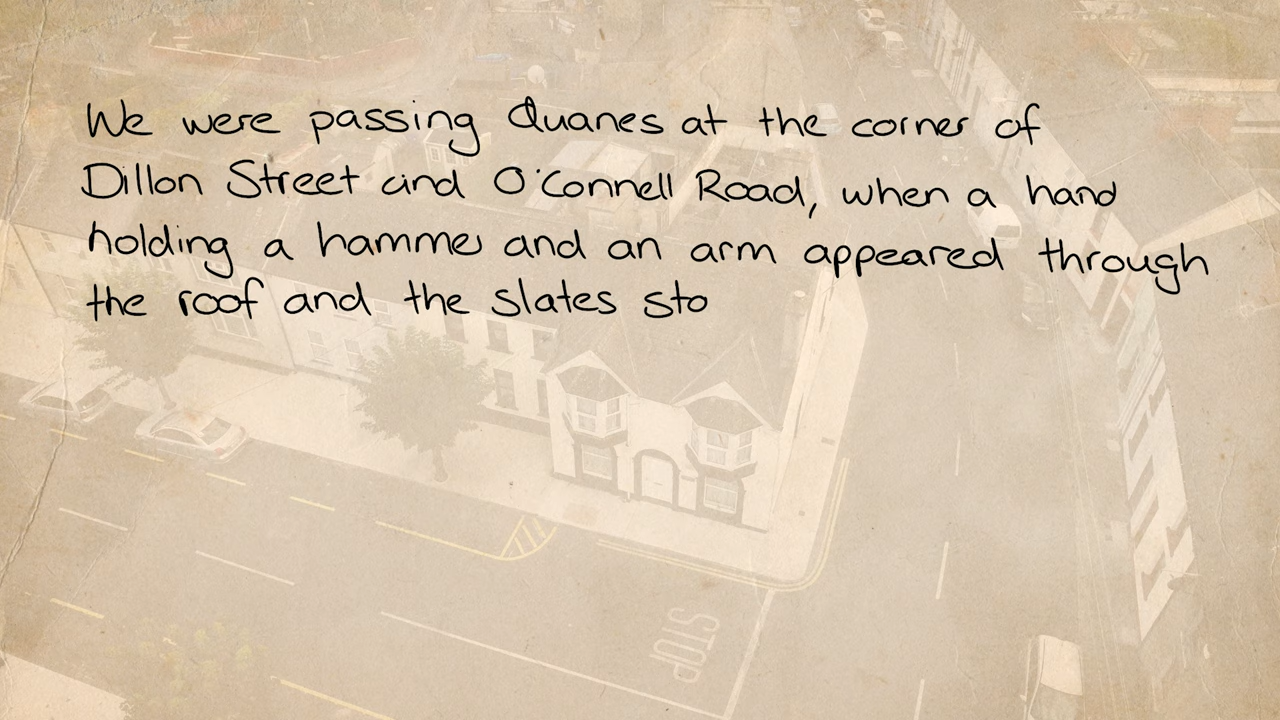 We were passing Quanes at the corner of
Dillon Street and O'Connell Road, when a hand
holding a hammer and an arm appeared through
the roof and the slates sto
STOP